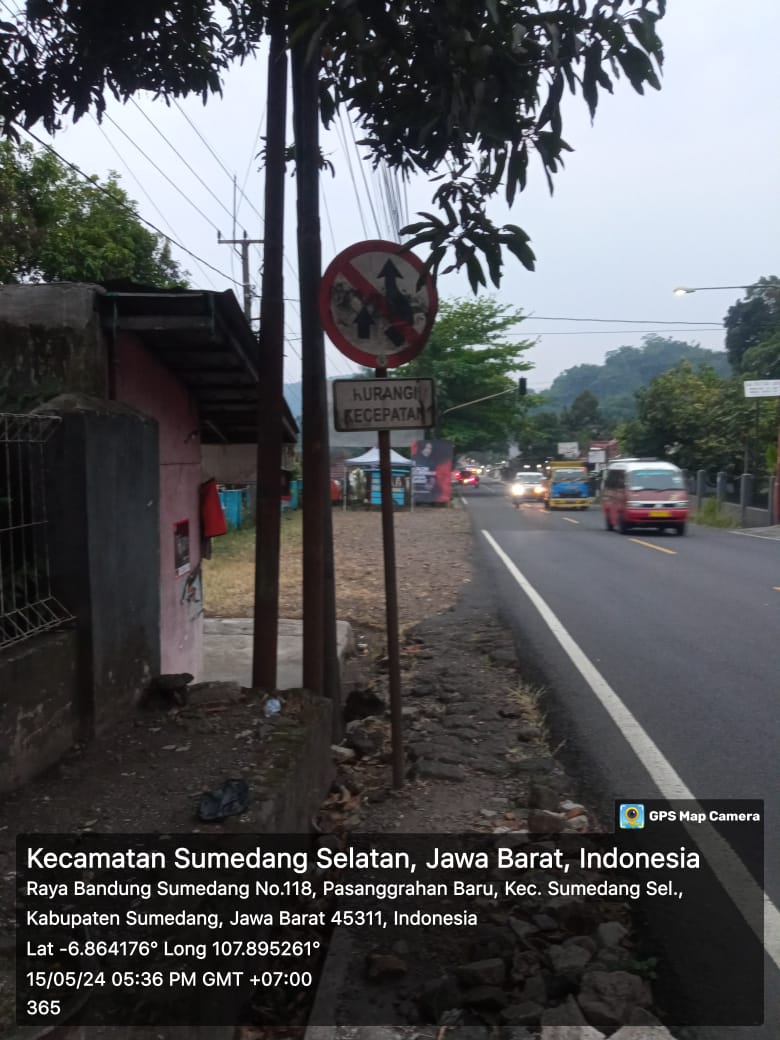 KURANGI
KECEPATAN
GPS Map Camera
Kecamatan Sumedang Selatan, Jawa Barat, Indonesia
Raya Bandung Sumedang No.118, Pasanggrahan Baru, Kec. Sumedang Sel.,
Kabupaten Sumedang, Jawa Barat 45311, Indonesia
Lat -6.864176° Long 107.895261°
15/05/24 05:36 PM GMT +07:00
365